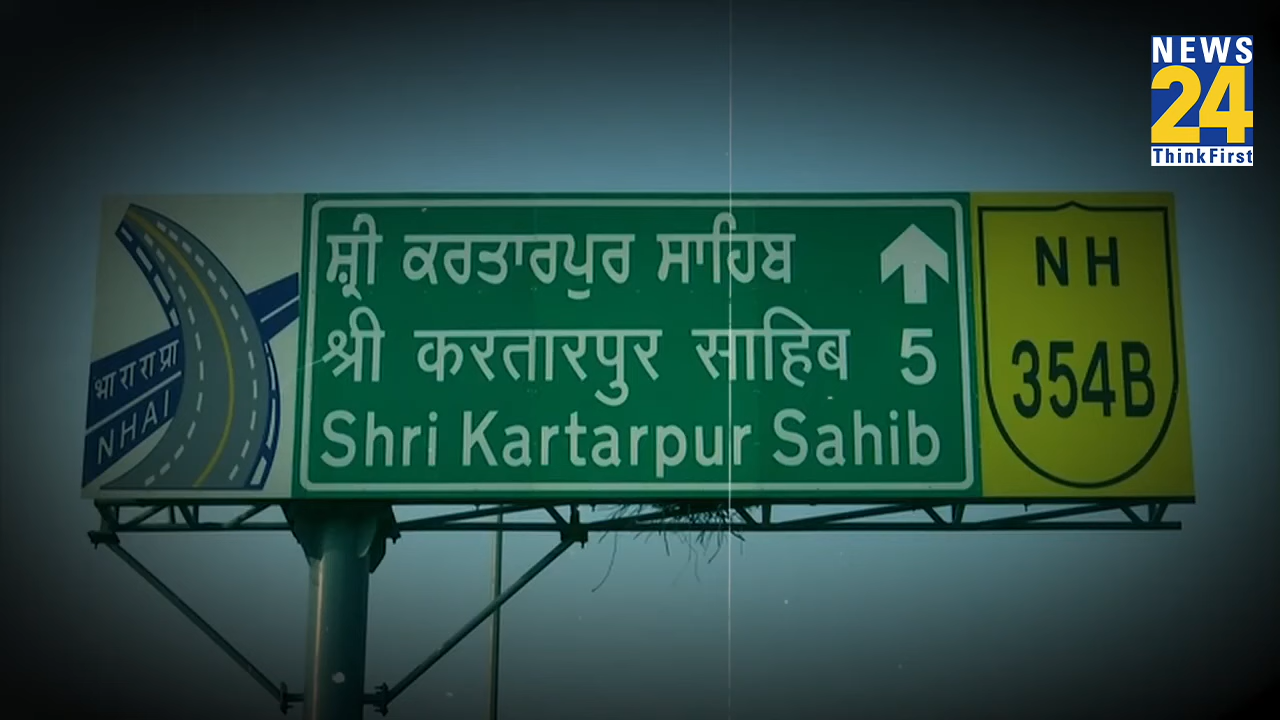 NEWS
24
ThinkFirst
भा रा रा प्रा
NHAI
ਸ਼੍ਰੀ ਕਰਤਾਰਪੁਰ ਸਾਹਿਬ
श्री करतारपुर साहिब 5
Shri Kartarpur Sahib
NH
354B